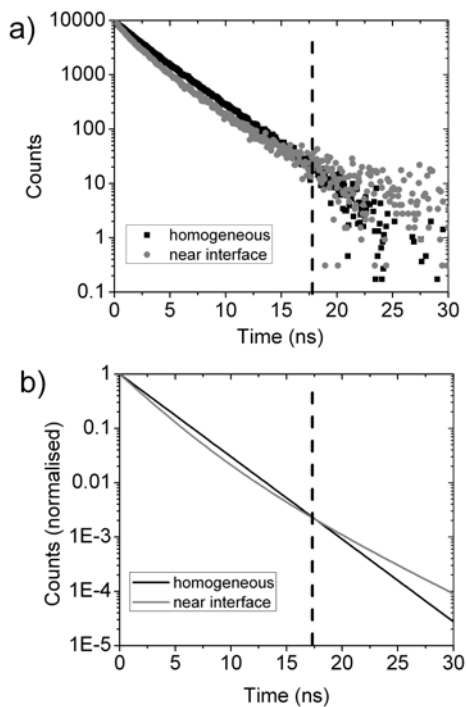 a)
10000
1000
100
10
1
0.1
Counts
homogeneous
near interface
0 5 10 15 20 25 30
Time (ns)
b)
1
0.1
0.01
1E-3
1E-4
1E-5
Counts (normalised)
homogeneous
near interface
0 5 10 15 20 25 30
Time (ns)